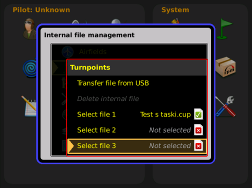 Pilot: Unknown
System
Internal file management
Turnpoints
Transfer file from USB
Delete internal file
Select file 1 Test s taski.cup
Select file 2 Not selected
Select file 3 Not selected